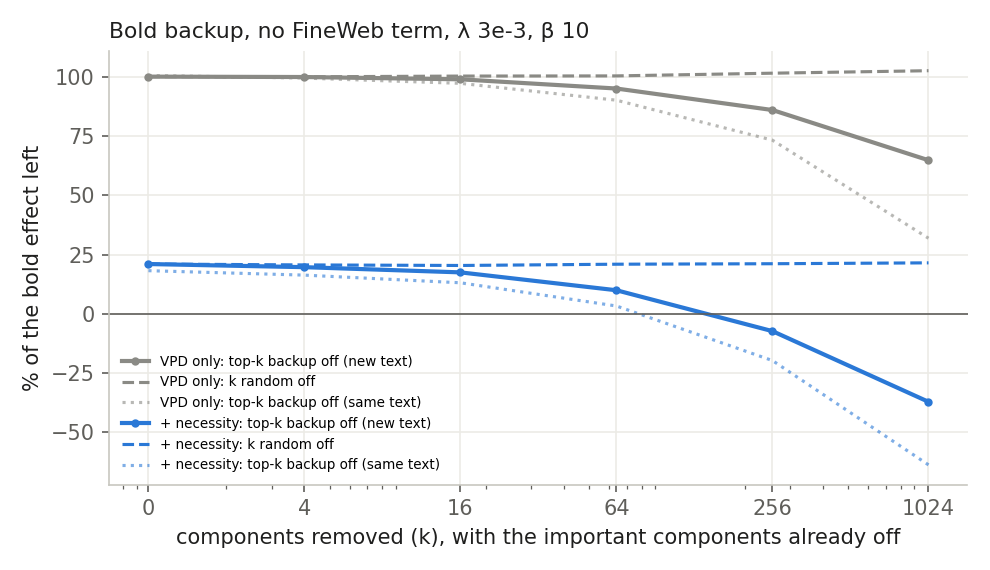 Bold backup, no FineWeb term, λ 3e-3, β 10
% of the bold effect left
100
75
50
25
0
−25
−50
VPD only: top-k backup off (new text)
VPD only: k random off
VPD only: top-k backup off (same text)
+ necessity: top-k backup off (new text)
+ necessity: k random off
+ necessity: top-k backup off (same text)
0 4 16 64 256 1024
components removed (k), with the important components already off